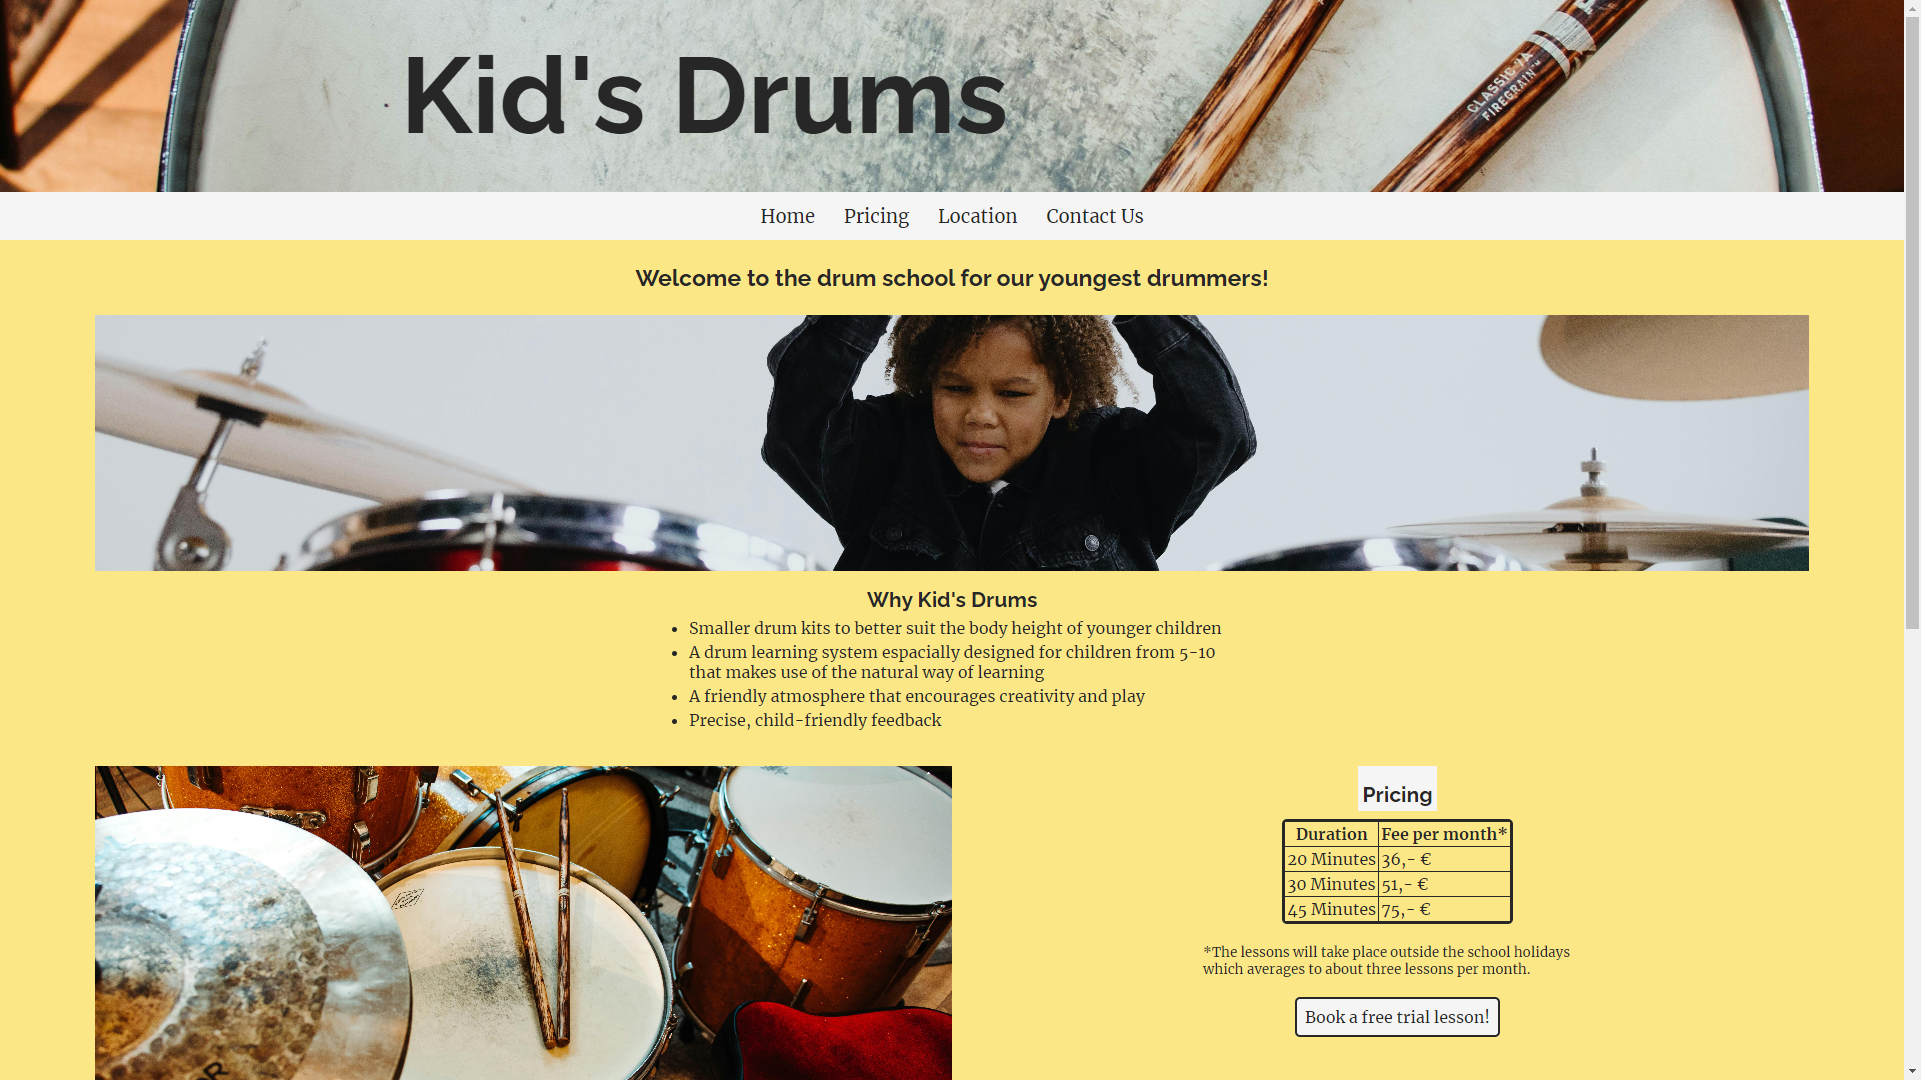 Kid's Drums
CLASSIC 7A
FIREGRAIN™
Home Pricing Location Contact Us
Welcome to the drum school for our youngest drummers!
Why Kid's Drums
• Smaller drum kits to better suit the body height of younger children
• A drum learning system espacially designed for children from 5-10
that makes use of the natural way of learning
• A friendly atmosphere that encourages creativity and play
• Precise, child-friendly feedback
Pricing
Duration Fee per month*
20 Minutes 36,- €
30 Minutes 51,- €
45 Minutes 75,- €
*The lessons will take place outside the school holidays
which averages to about three lessons per month.
Book a free trial lesson!